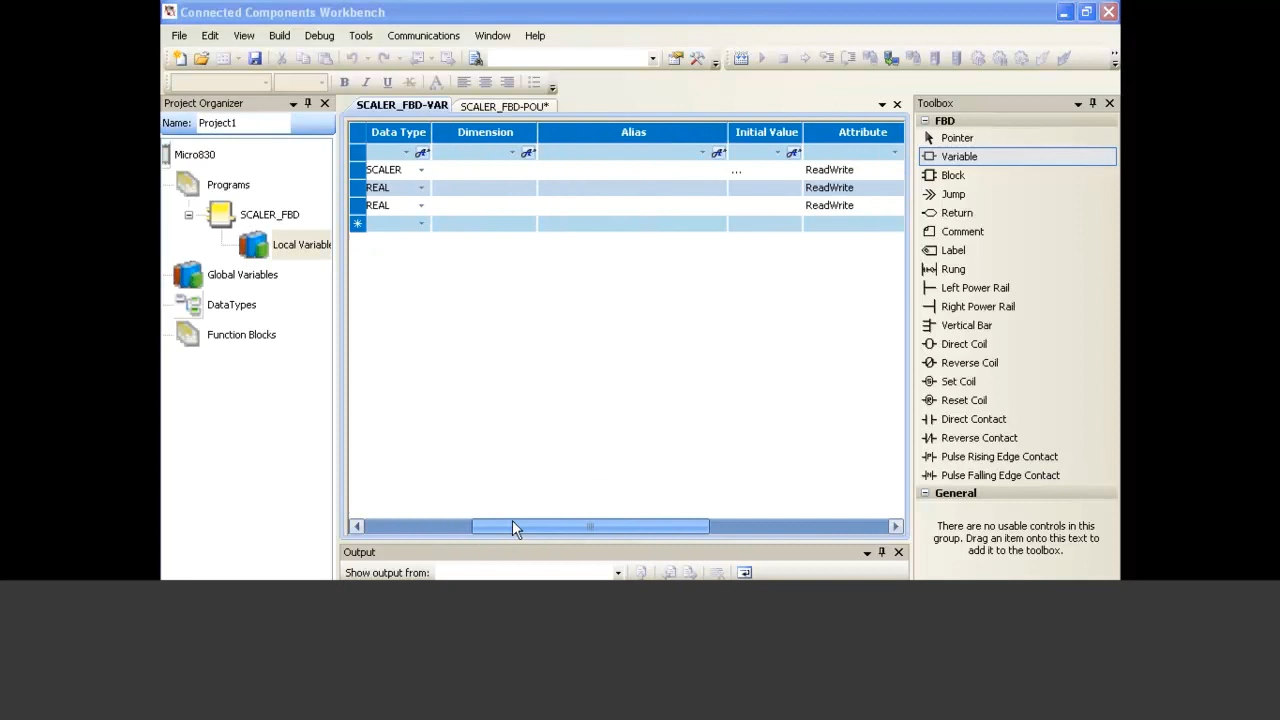 Connected Components Workbench
File Edit View Build Debug Tools Communications Window Help
B I U A
Project Organizer
Name: Project1
Micro830
Programs
SCALER_FBD
Local Variable
Global Variables
DataTypes
Function Blocks
SCALER_FBD-VAR SCALER_FBD-POU*
Data Type Dimension Alias Initial Value Attribute
SCALER ... ReadWrite
REAL ReadWrite
REAL ReadWrite
Output
Show output from:
Toolbox
FBD
Pointer
Variable
Block
Jump
Return
Comment
Label
Rung
Left Power Rail
Right Power Rail
Vertical Bar
Direct Coil
Reverse Coil
Set Coil
Reset Coil
Direct Contact
Reverse Contact
Pulse Rising Edge Contact
Pulse Falling Edge Contact
General
There are no usable controls in this
group. Drag an item onto this text to
add it to the toolbox.